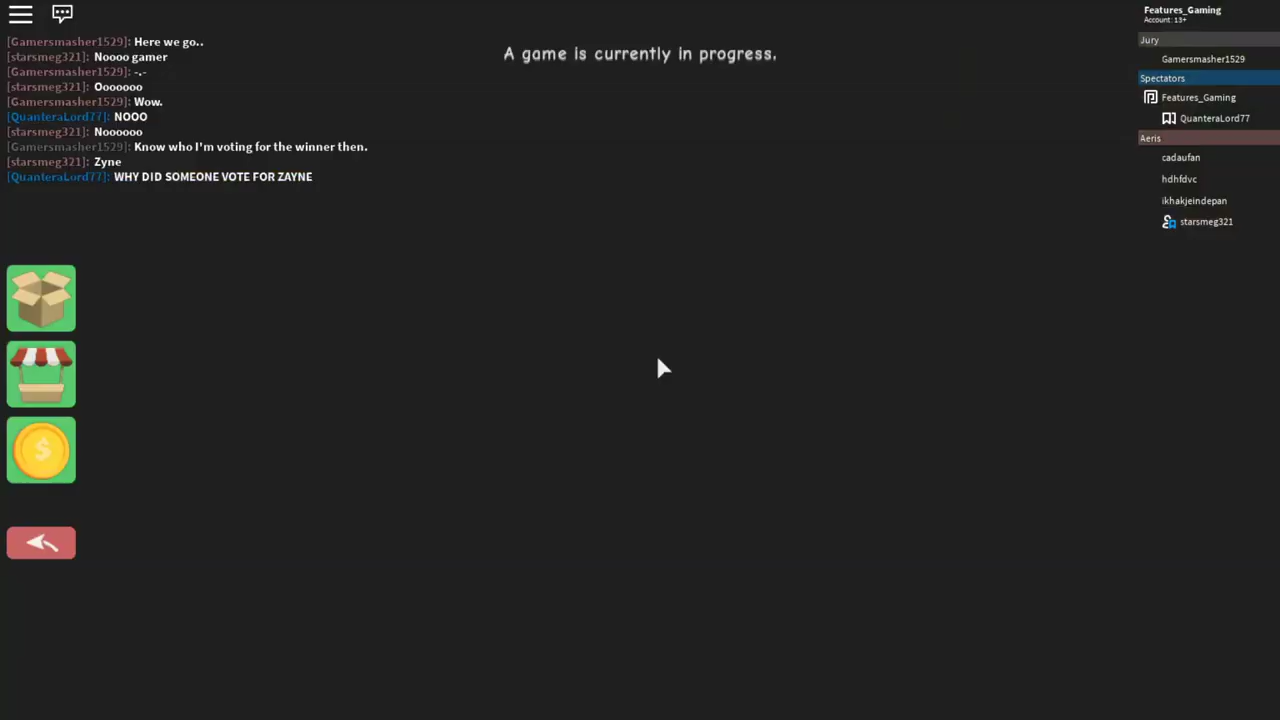 [Gamersmasher1529]: Here we go..
[starsmeg321]: Noooo gamer
[Gamersmasher1529]: -.-
[starsmeg321]: Ooooooo
[Gamersmasher1529]: Wow.
[QuanteraLord77]: NOOO
[starsmeg321]: Noooooo
[Gamersmasher1529]: Know who I'm voting for the winner then.
[starsmeg321]: Zyne
[QuanteraLord77]: WHY DID SOMEONE VOTE FOR ZAYNE
A game is currently in progress.
Features_Gaming
Account: 13+
Jury
Gamersmasher1529
Spectators
Features_Gaming
QuanteraLord77
Aeris
cadaufan
hdhfdvc
ikhakjeindepan
starsmeg321
$